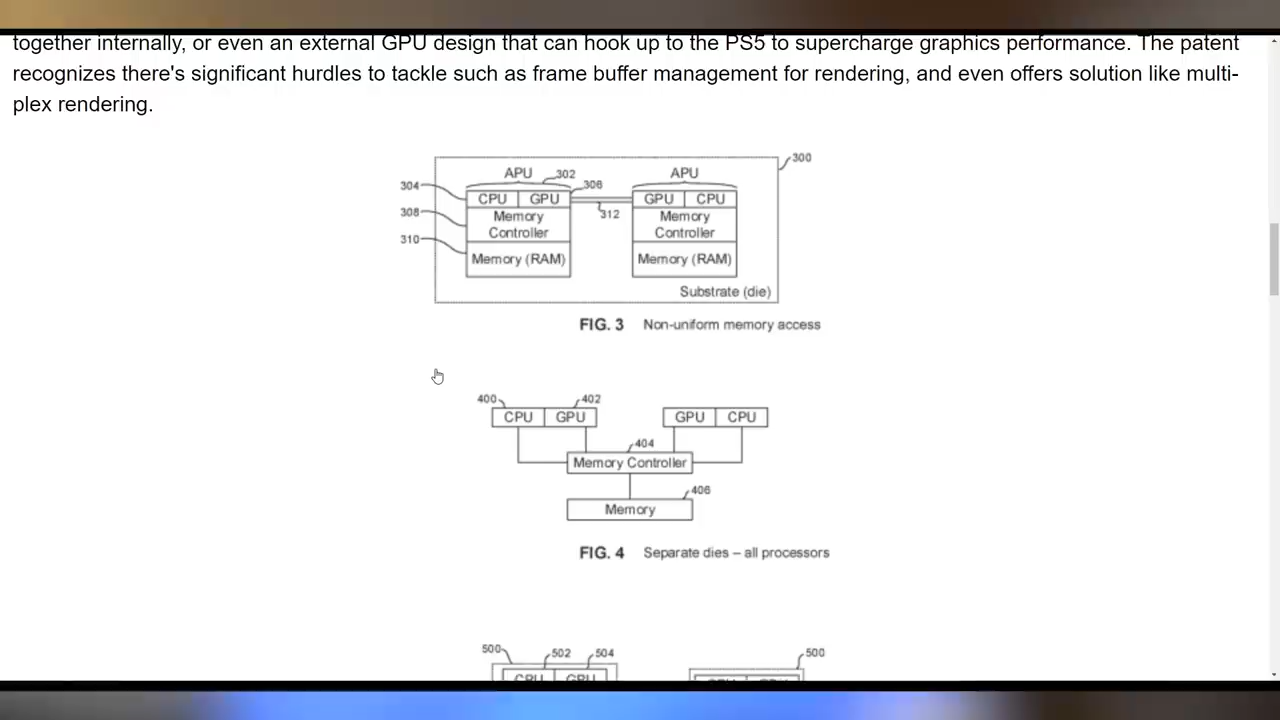 together internally, or even an external GPU design that can hook up to the PS5 to supercharge graphics performance. The patent
recognizes there's significant hurdles to tackle such as frame buffer management for rendering, and even offers solution like multi-
plex rendering.
300
APU 302 APU
304 306
CPU GPU GPU CPU
308 Memory Controller 312 Memory Controller
310 Memory (RAM) Memory (RAM)
Substrate (die)
FIG. 3 Non-uniform memory access
400 402
CPU GPU GPU CPU
404
Memory Controller
406
Memory
FIG. 4 Separate dies – all processors
500 502 504 500
CPU GPU